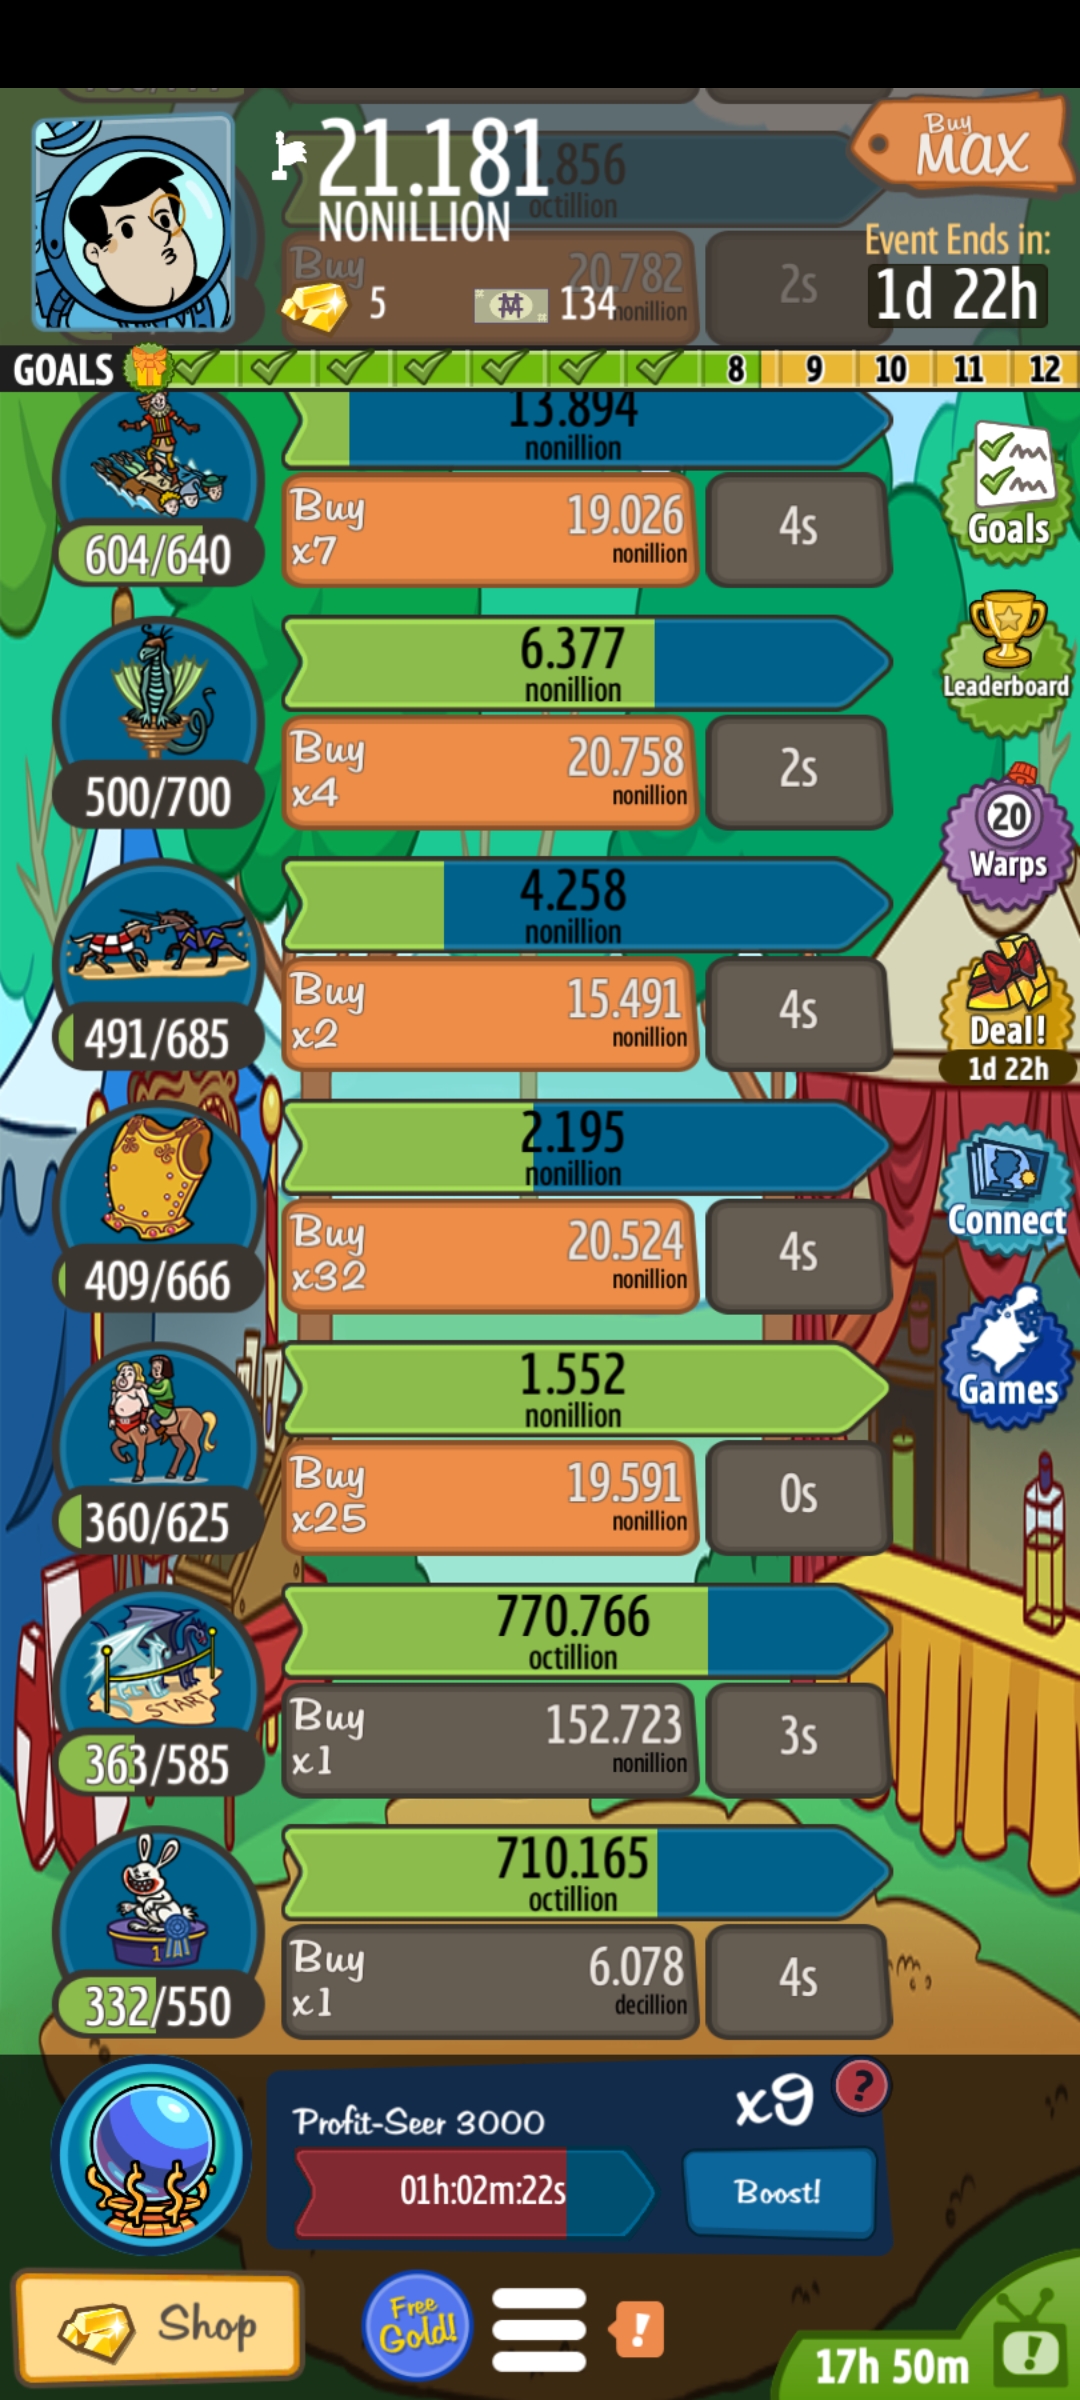 21.181
NONILLION
Buy
MAX
.856
octillion
Event Ends in:
1d 22h
Buy
20.782
nonillion
2s
5
134
GOALS
8
9
10
11
12
13.894
nonillion
604/640
Buy
x7
19.026
nonillion
4s
Goals
Leaderboard
6.377
nonillion
500/700
Buy
x4
20.758
nonillion
2s
20
Warps
4.258
nonillion
491/685
Buy
x2
15.491
nonillion
4s
Deal!
1d 22h
2.195
nonillion
409/666
Buy
x32
20.524
nonillion
4s
Connect
1.552
nonillion
360/625
Buy
x25
19.591
nonillion
0s
Games
770.766
octillion
START
363/585
Buy
x1
152.723
nonillion
3s
710.165
octillion
1
332/550
Buy
x1
6.078
decillion
4s
Profit-Seer 3000
x9
?
01h:02m:22s
Boost!
Shop
Free
Gold!
!
17h 50m
!